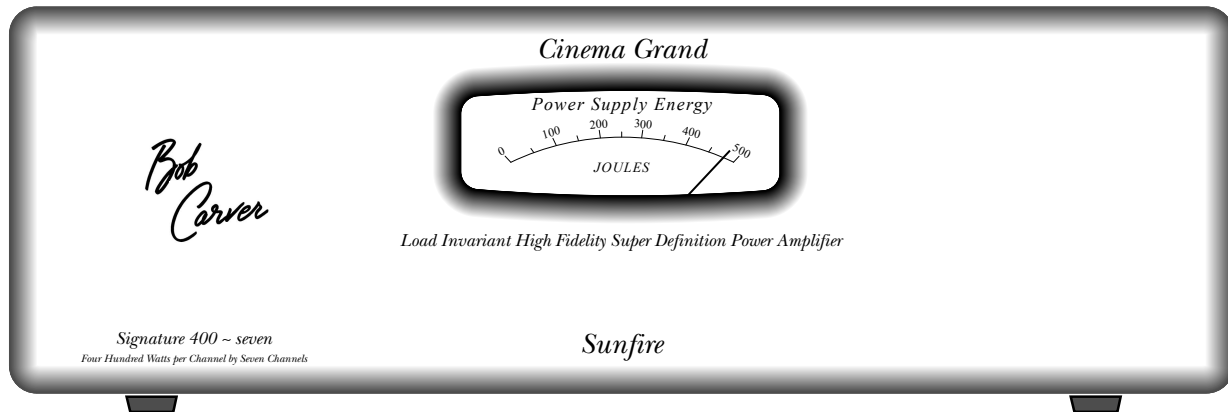 Cinema Grand
Power Supply Energy
0 100 200 300 400 500
JOULES
Bob
Carver
Load Invariant High Fidelity Super Definition Power Amplifier
Signature 400 ~ seven
Four Hundred Watts per Channel by Seven Channels
Sunfire